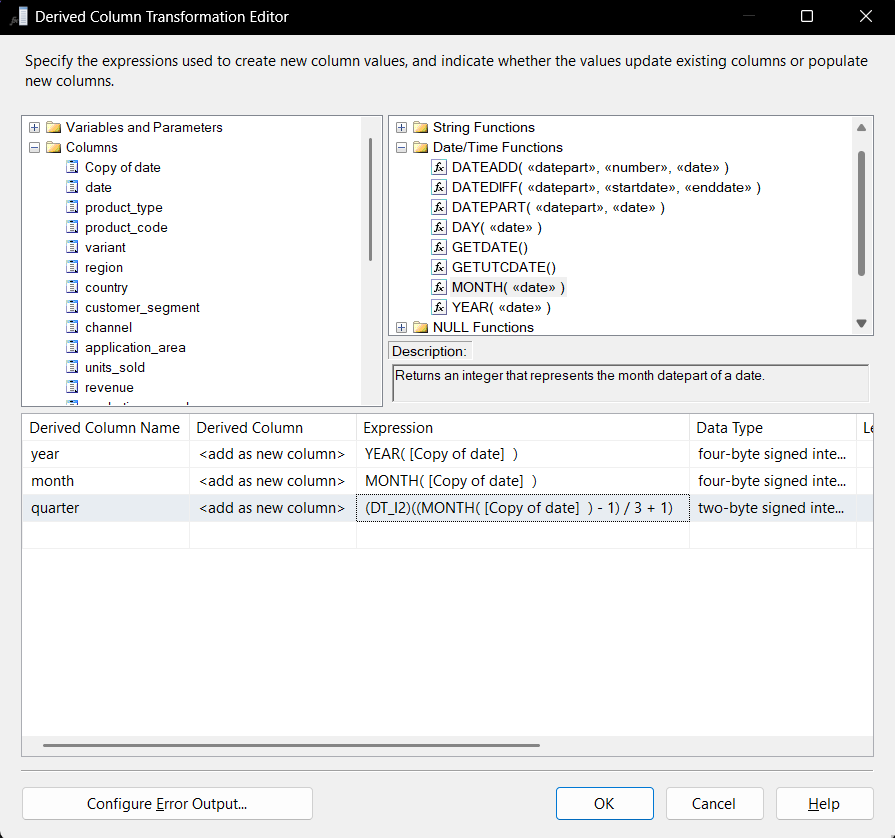 Derived Column Transformation Editor
Specify the expressions used to create new column values, and indicate whether the values update existing columns or populate
new columns.
Variables and Parameters
Columns
Copy of date
date
product_type
product_code
variant
region
country
customer_segment
channel
application_area
units_sold
revenue
String Functions
Date/Time Functions
DATEADD( «datepart», «number», «date» )
DATEDIFF( «datepart», «startdate», «enddate» )
DATEPART( «datepart», «date» )
DAY( «date» )
GETDATE()
GETUTCDATE()
MONTH( «date» )
YEAR( «date» )
NULL Functions
Description:
Returns an integer that represents the month datepart of a date.
Derived Column Name Derived Column Expression Data Type Le
year <add as new column> YEAR( [Copy of date]  ) four-byte signed inte...
month <add as new column> MONTH( [Copy of date]  ) four-byte signed inte...
quarter <add as new column> (DT_I2)((MONTH( [Copy of date]  ) - 1) / 3 + 1) two-byte signed inte...
Configure Error Output... OK Cancel Help